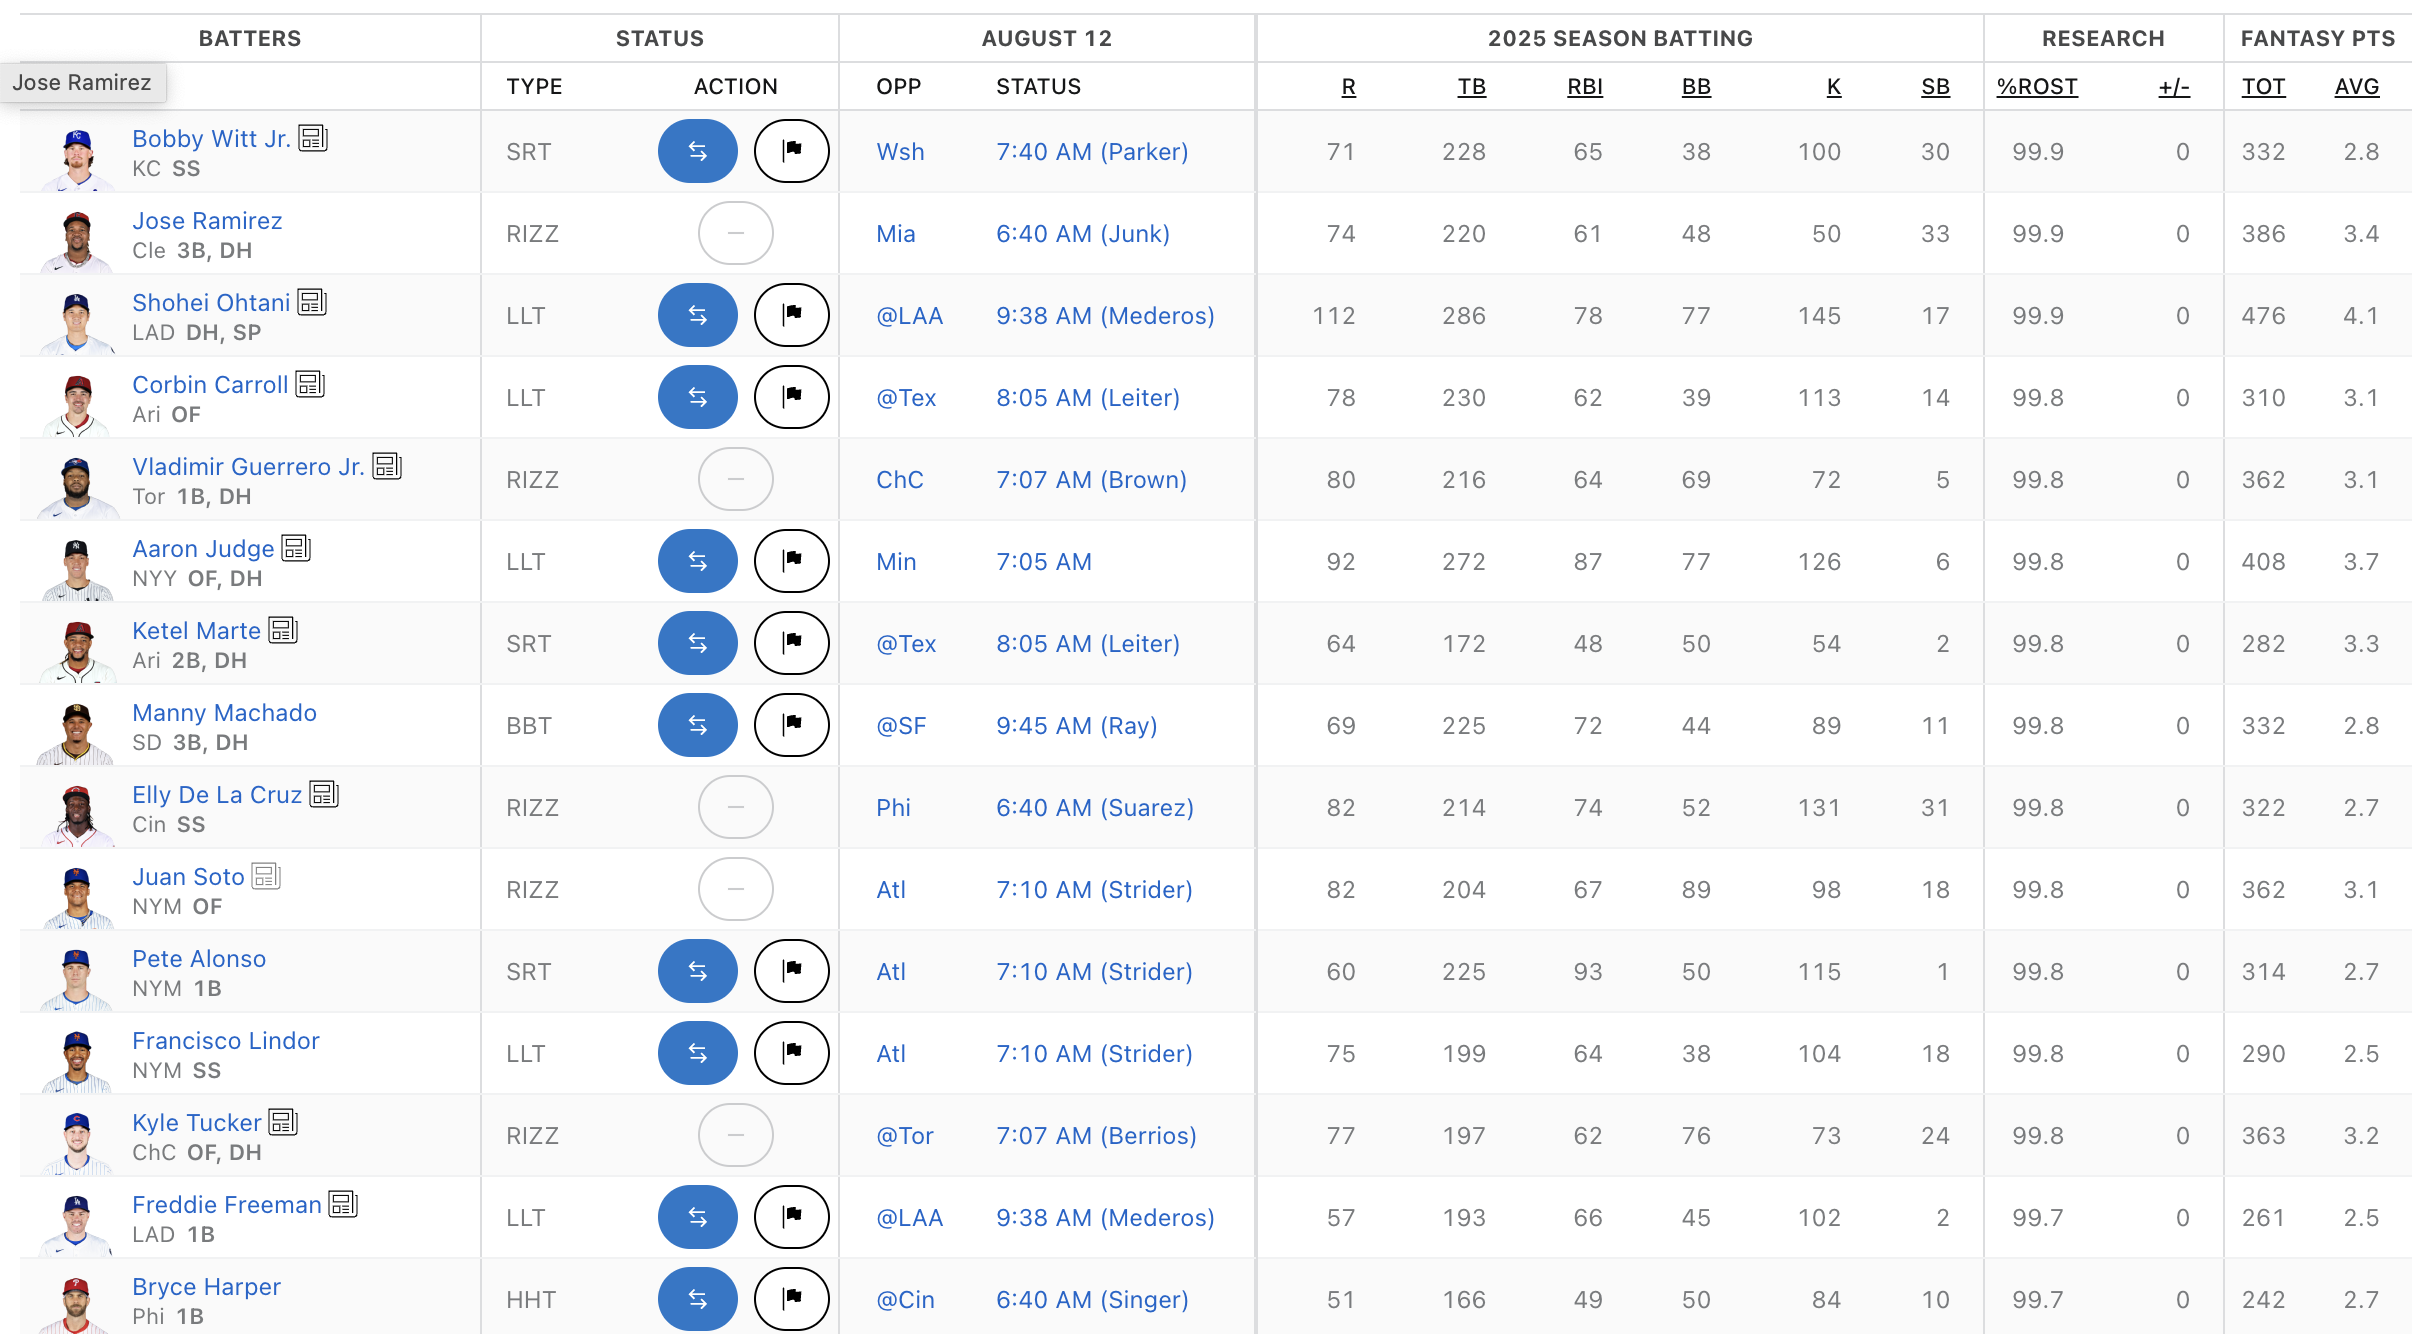 BATTERS STATUS AUGUST 12 2025 SEASON BATTING RESEARCH FANTASY PTS
Jose Ramirez TYPE ACTION OPP STATUS R TB RBI BB K SB %ROST +/- TOT AVG
Bobby Witt Jr.
KC SS
SRT Wsh 7:40 AM (Parker) 71 228 65 38 100 30 99.9 0 332 2.8
Jose Ramirez
Cle 3B, DH
RIZZ Mia 6:40 AM (Junk) 74 220 61 48 50 33 99.9 0 386 3.4
Shohei Ohtani
LAD DH, SP
LLT @LAA 9:38 AM (Mederos) 112 286 78 77 145 17 99.9 0 476 4.1
Corbin Carroll
Ari OF
LLT @Tex 8:05 AM (Leiter) 78 230 62 39 113 14 99.8 0 310 3.1
Vladimir Guerrero Jr.
Tor 1B, DH
RIZZ ChC 7:07 AM (Brown) 80 216 64 69 72 5 99.8 0 362 3.1
Aaron Judge
NYY OF, DH
LLT Min 7:05 AM 92 272 87 77 126 6 99.8 0 408 3.7
Ketel Marte
Ari 2B, DH
SRT @Tex 8:05 AM (Leiter) 64 172 48 50 54 2 99.8 0 282 3.3
Manny Machado
SD 3B, DH
BBT @SF 9:45 AM (Ray) 69 225 72 44 89 11 99.8 0 332 2.8
Elly De La Cruz
Cin SS
RIZZ Phi 6:40 AM (Suarez) 82 214 74 52 131 31 99.8 0 322 2.7
Juan Soto
NYM OF
RIZZ Atl 7:10 AM (Strider) 82 204 67 89 98 18 99.8 0 362 3.1
Pete Alonso
NYM 1B
SRT Atl 7:10 AM (Strider) 60 225 93 50 115 1 99.8 0 314 2.7
Francisco Lindor
NYM SS
LLT Atl 7:10 AM (Strider) 75 199 64 38 104 18 99.8 0 290 2.5
Kyle Tucker
ChC OF, DH
RIZZ @Tor 7:07 AM (Berrios) 77 197 62 76 73 24 99.8 0 363 3.2
Freddie Freeman
LAD 1B
LLT @LAA 9:38 AM (Mederos) 57 193 66 45 102 2 99.7 0 261 2.5
Bryce Harper
Phi 1B
HHT @Cin 6:40 AM (Singer) 51 166 49 50 84 10 99.7 0 242 2.7